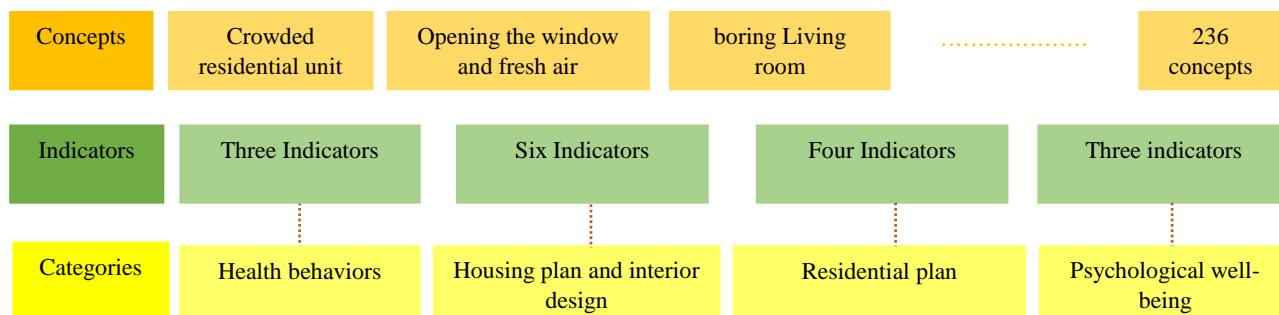 Concepts
Crowded
residential unit
Opening the window
and fresh air
boring Living
room
236
concepts
Indicators
Three Indicators
Six Indicators
Four Indicators
Three indicators
Categories
Health behaviors
Housing plan and interior
design
Residential plan
Psychological well-
being